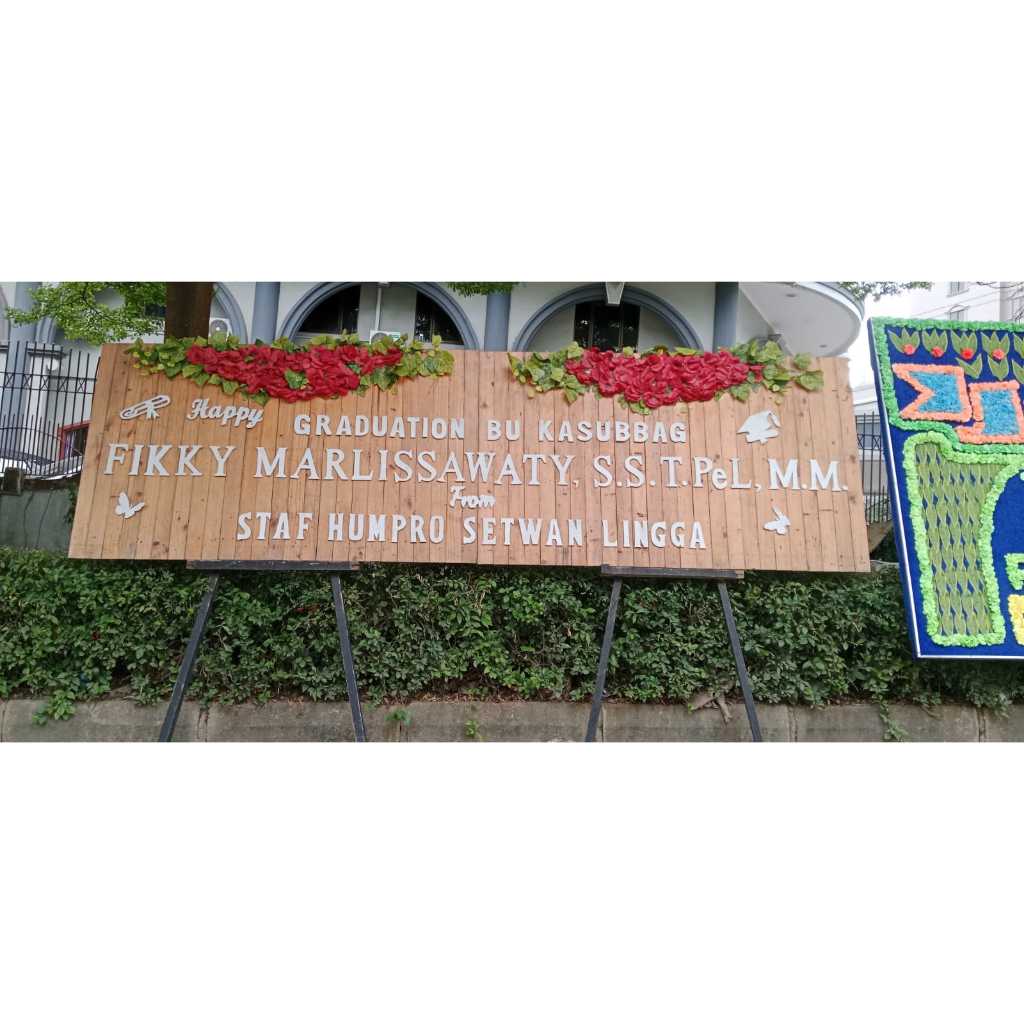 Happy
GRADUATION BU KASUBBAG
FIKKY MARLISSAWATY, S.S.T.PeL, M.M.
From
STAF HUMPRO SETWAN LINGGA